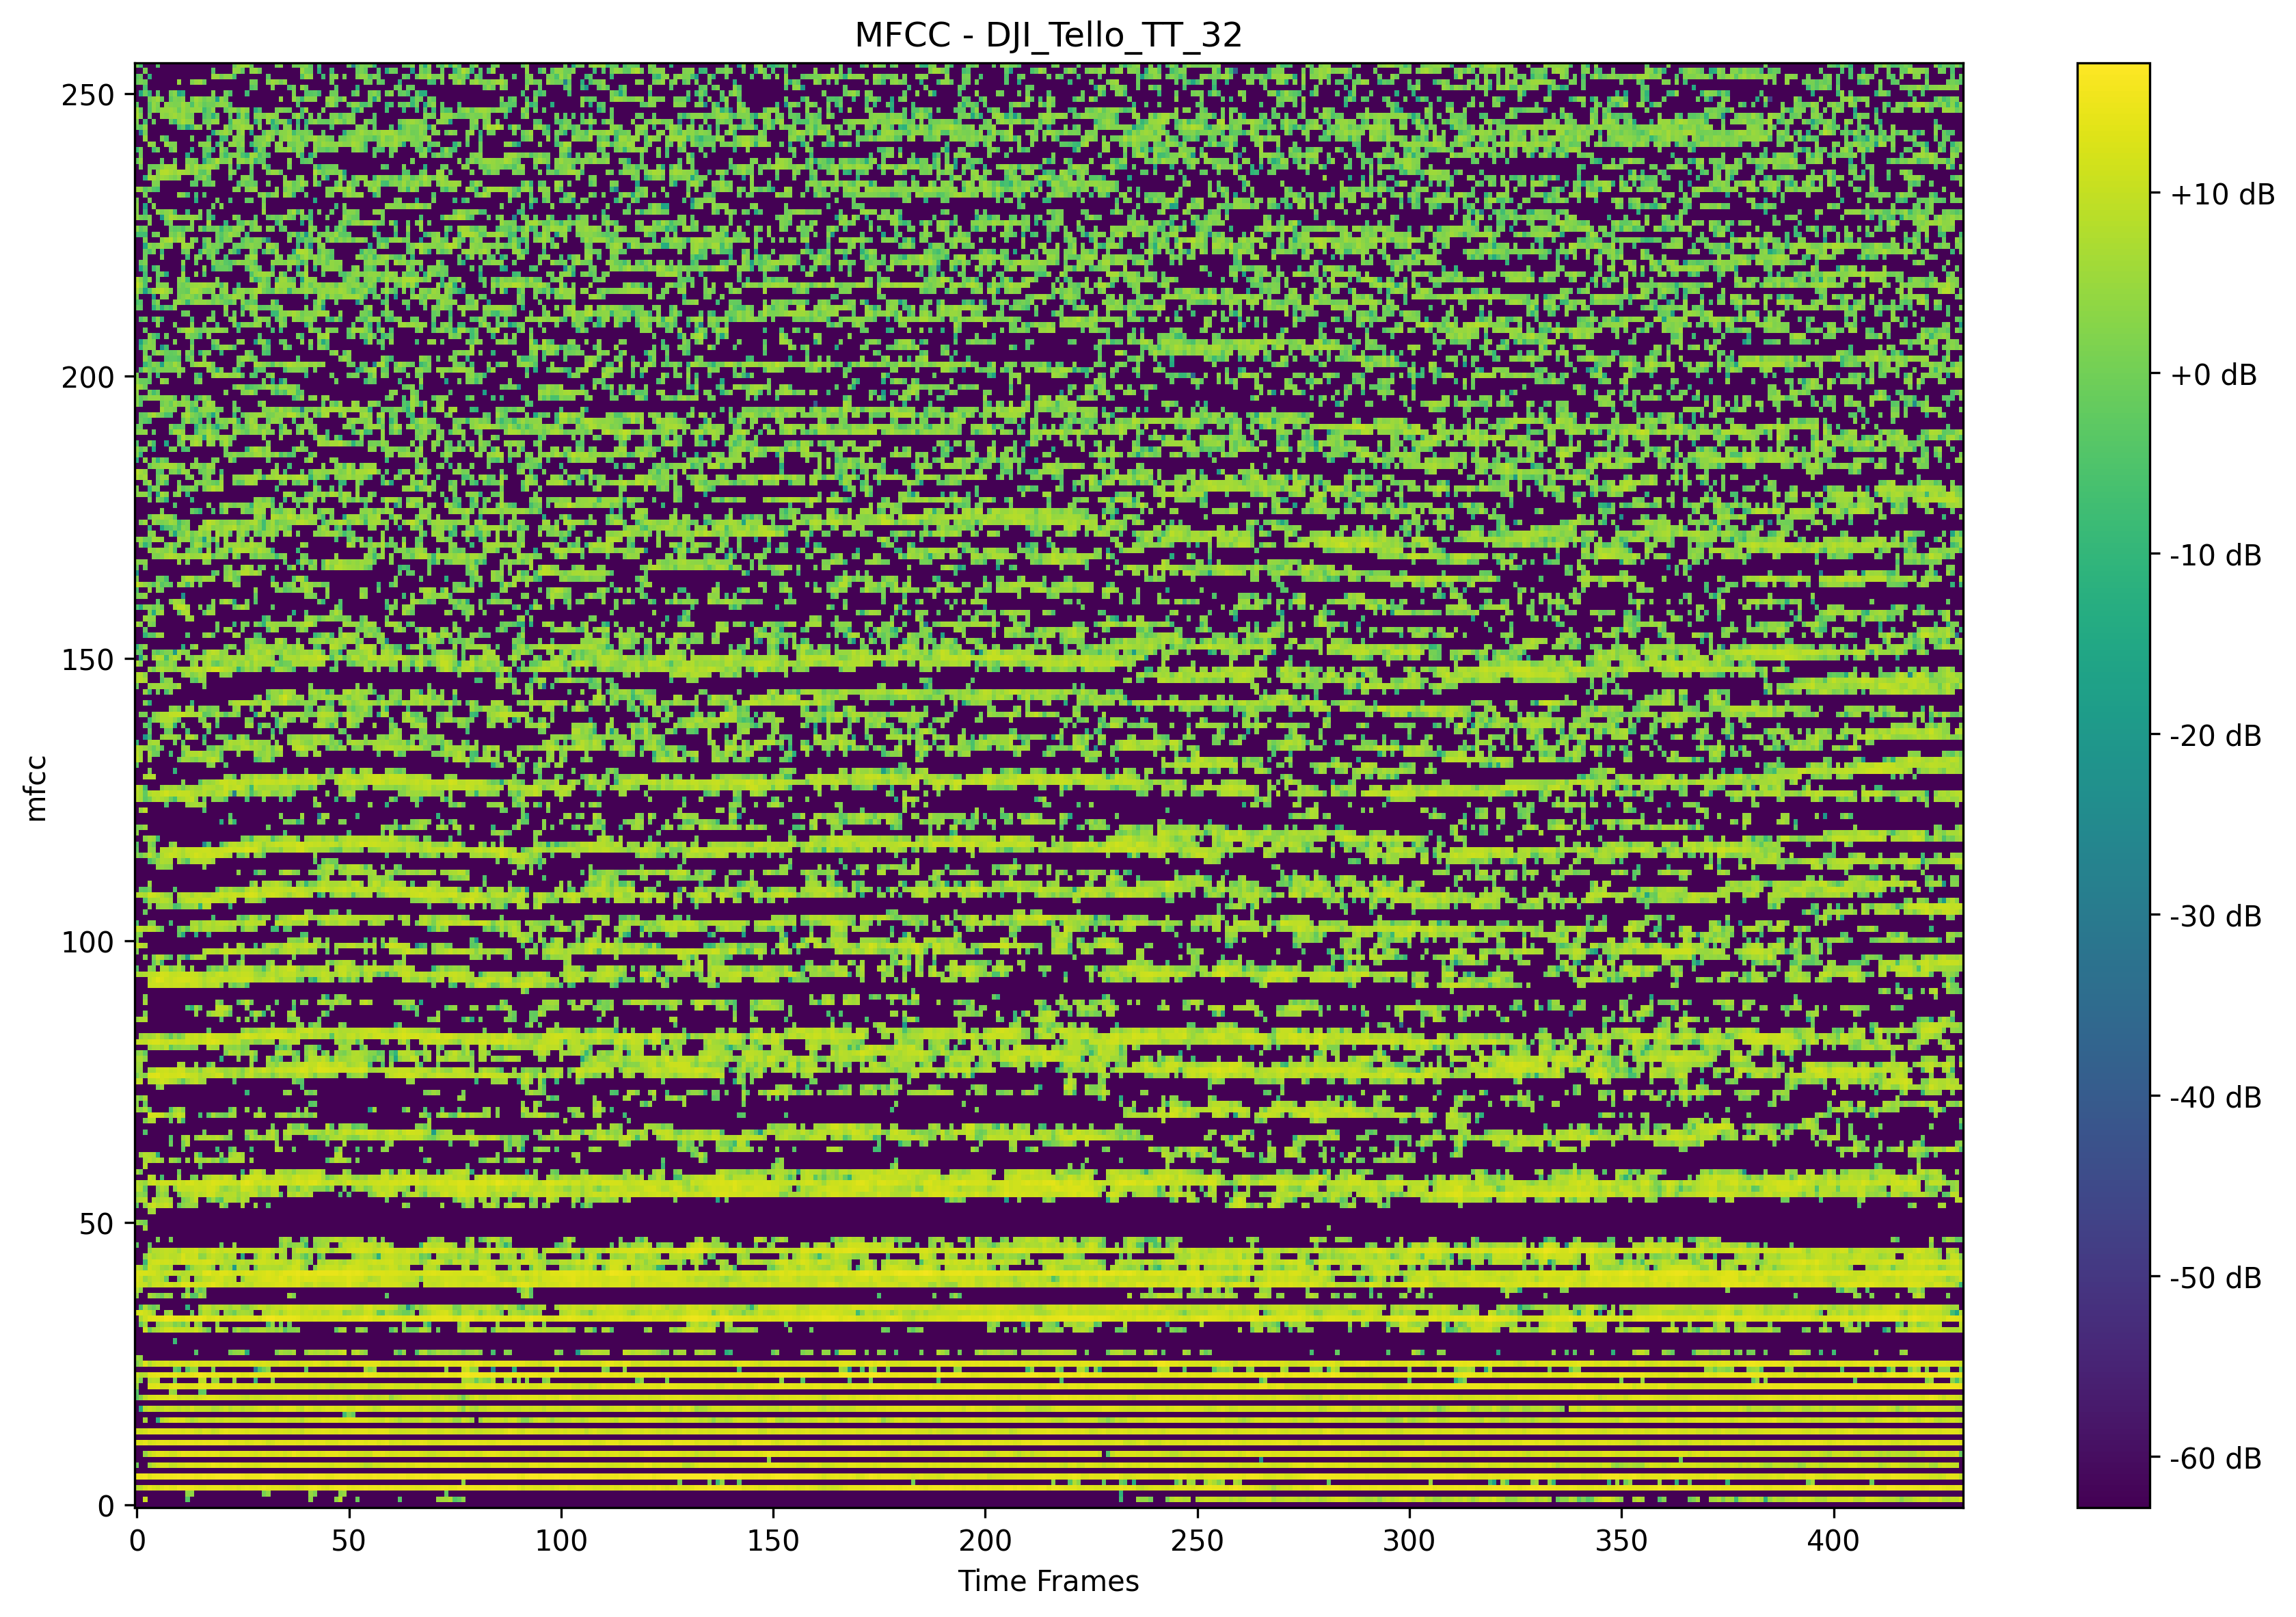 MFCC - DJI_Tello_TT_32
250
200
150
100
50
0
mfcc
0 50 100 150 200 250 300 350 400
Time Frames
+10 dB
+0 dB
-10 dB
-20 dB
-30 dB
-40 dB
-50 dB
-60 dB